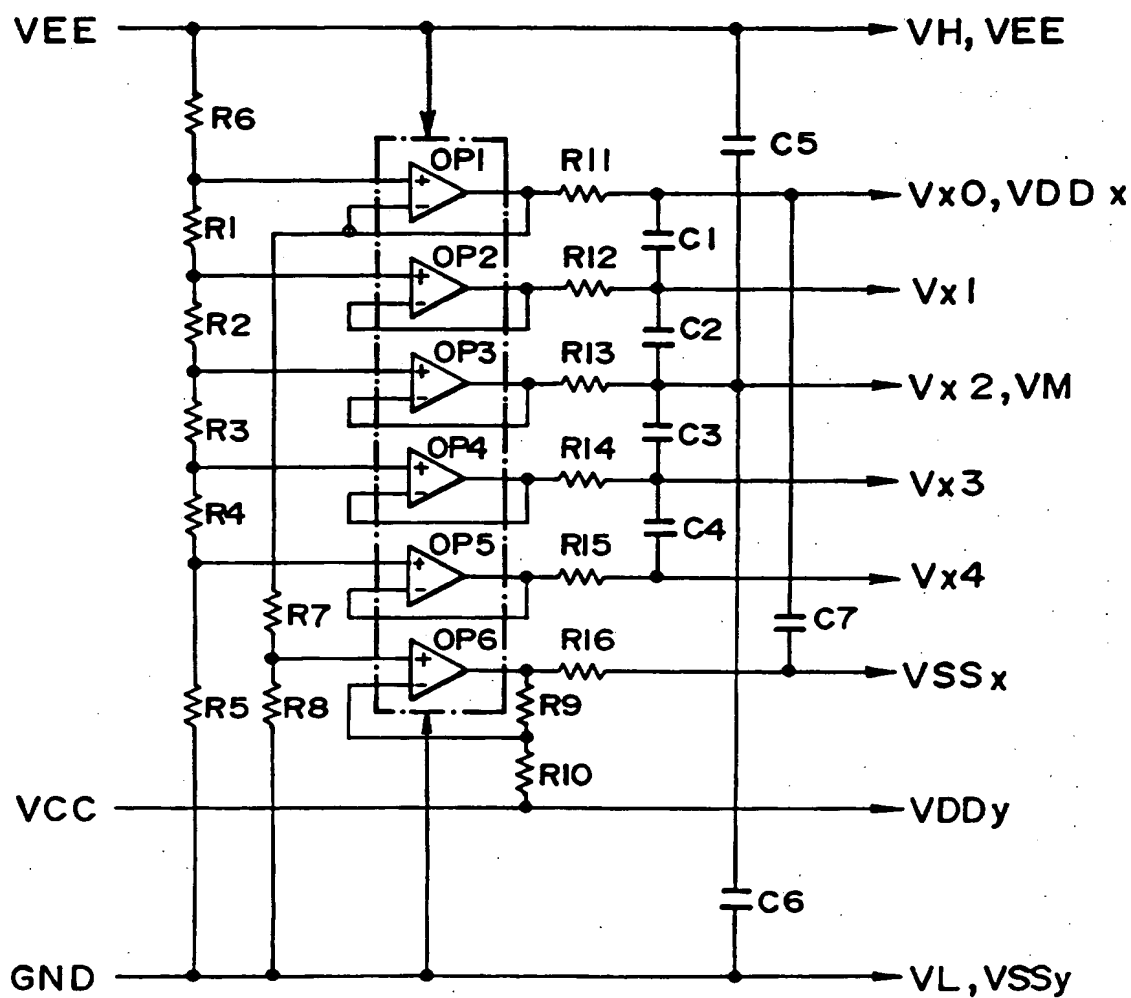 VEE
VH, VEE
R6
C5
OP1
+
-
R11
Vx0, VDDx
R1
C1
OP2
+
-
R12
Vx1
R2
C2
OP3
+
-
R13
Vx2, VM
R3
C3
OP4
+
-
R14
Vx3
R4
C4
OP5
+
-
R15
Vx4
R7
C7
OP6
+
-
R16
VSSx
R5
R8
R9
R10
VCC
VDDy
C6
GND
VL, VSSy